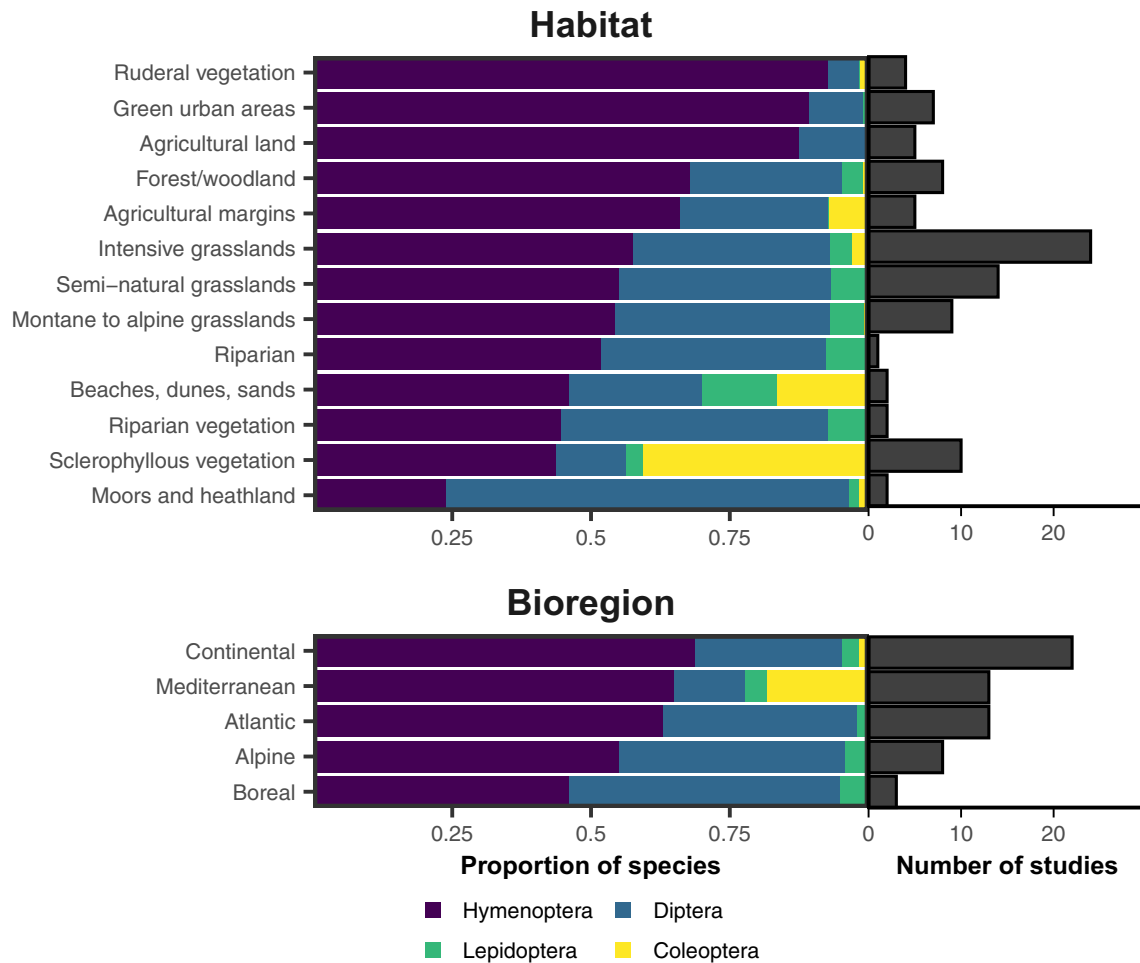 Habitat
Ruderal vegetation
Green urban areas
Agricultural land
Forest/woodland
Agricultural margins
Intensive grasslands
Semi−natural grasslands
Montane to alpine grasslands
Riparian
Beaches, dunes, sands
Riparian vegetation
Sclerophyllous vegetation
Moors and heathland
0.25 0.5 0.75 0 10 20
Bioregion
Continental
Mediterranean
Atlantic
Alpine
Boreal
0.25 0.5 0.75 0 10 20
Proportion of species Number of studies
Hymenoptera Diptera
Lepidoptera Coleoptera